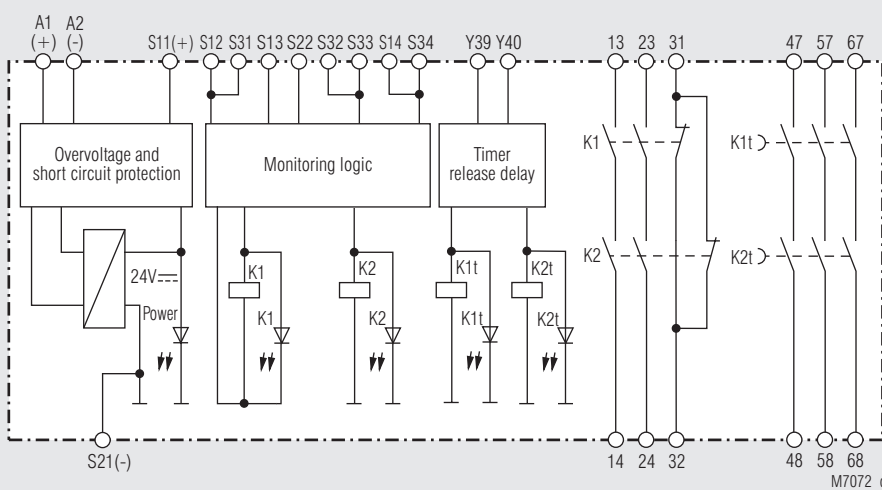 A1 (+) A2 (-) S11(+) S12 S31 S13 S22 S32 S33 S14 S34 Y39 Y40 13 23 31 47 57 67
Overvoltage and
short circuit protection
Monitoring logic
Timer
release delay
K1 K1t
K2 K2t
24V
K1 K2 K1t K2t
Power K1 K2 K1t K2t
S21(-) 14 24 32 48 58 68
M7072